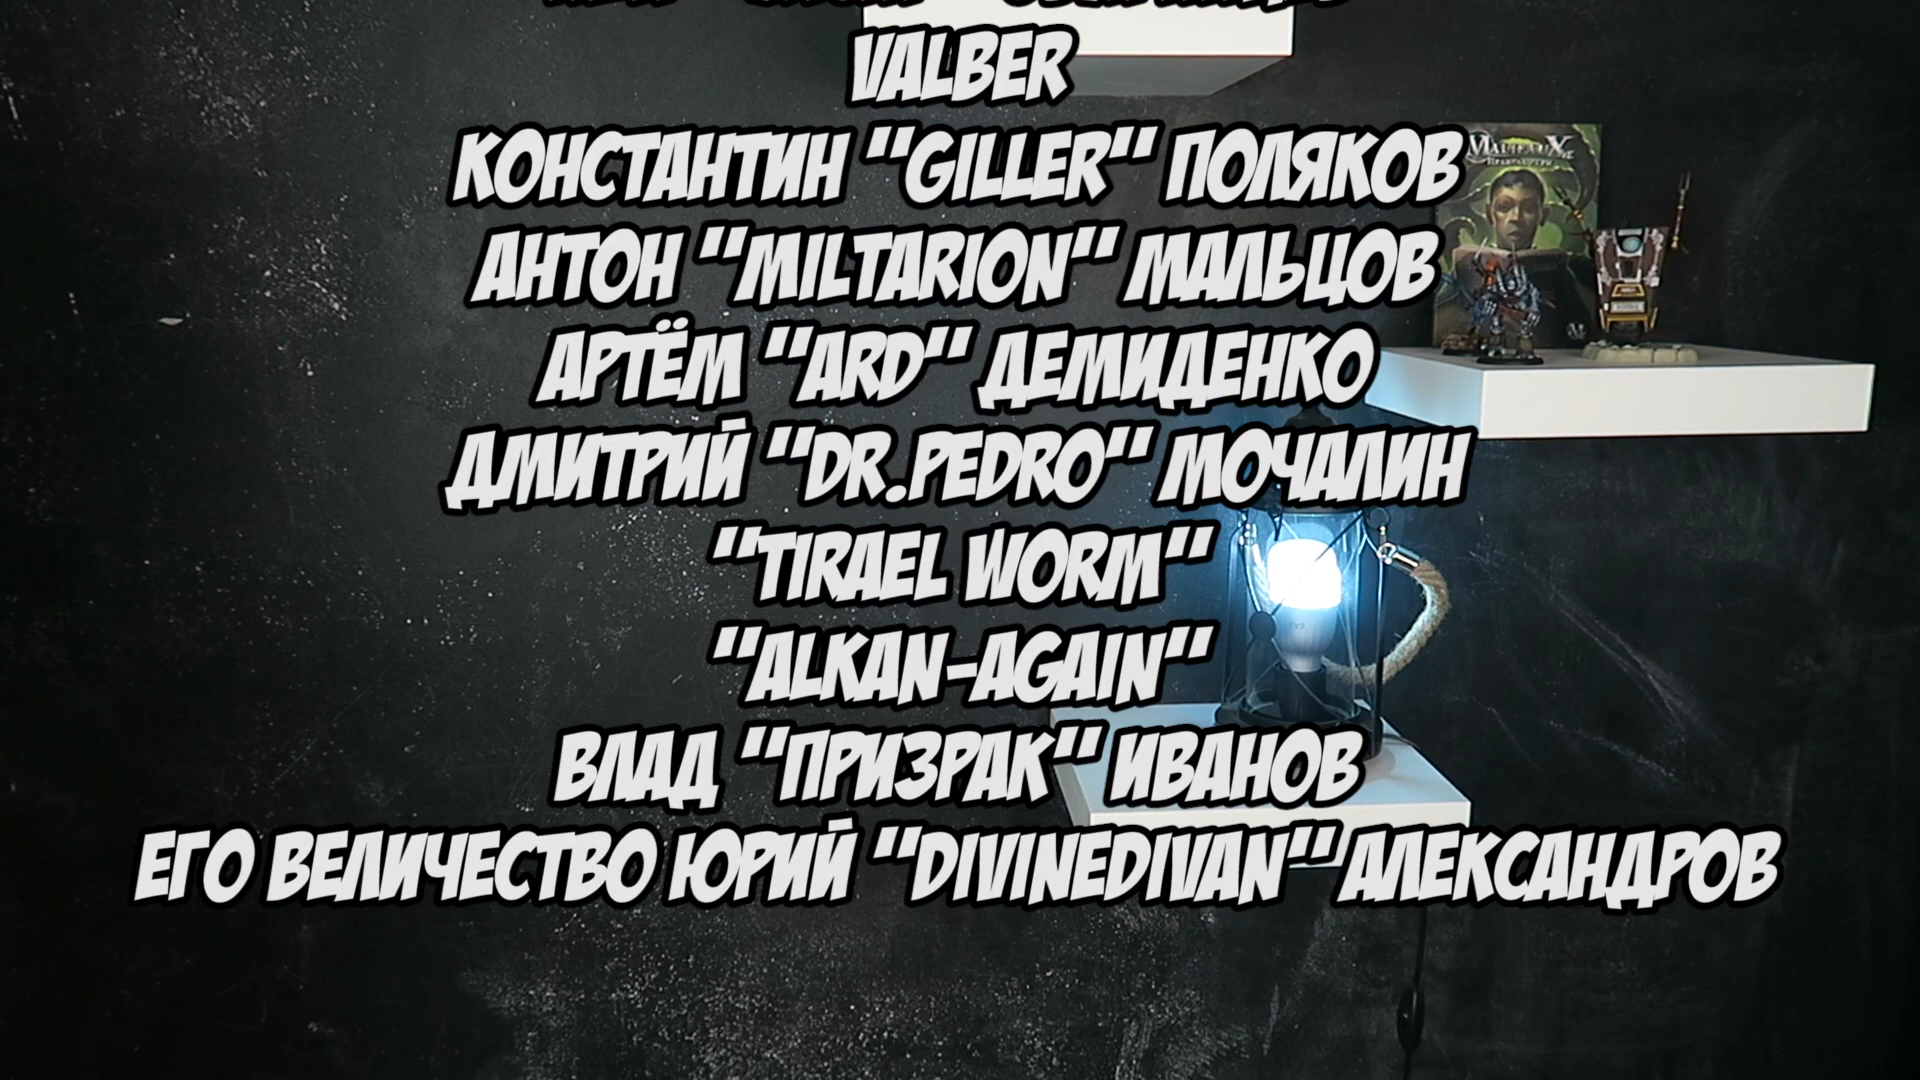 VALBER
КОНСТАНТИН "GILLER" ПОЛЯКОВ
АНТОН "MILTARION" МАЛЬЦОВ
АРТЁМ "ARD" ДЕМИДЕНКО
ДМИТРИЙ "DR.PEDRO" МОЧАЛИН
"TIRAEL WORM"
"ALKAN-AGAIN"
ВЛАД "ПРИЗРАК" ИВАНОВ
ЕГО ВЕЛИЧЕСТВО ЮРИЙ "DIVINEDIVAN" АЛЕКСАНДРОВ
MALIFAUX